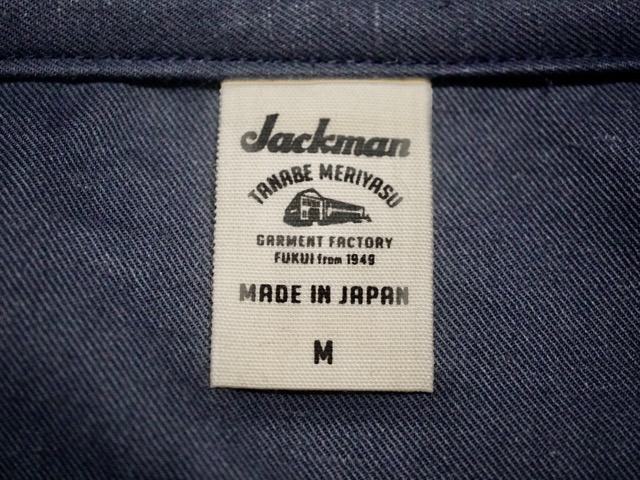 Jackman
TANABE MERIYASU
GARMENT FACTORY
FUKUI from 1949
MADE IN JAPAN
M